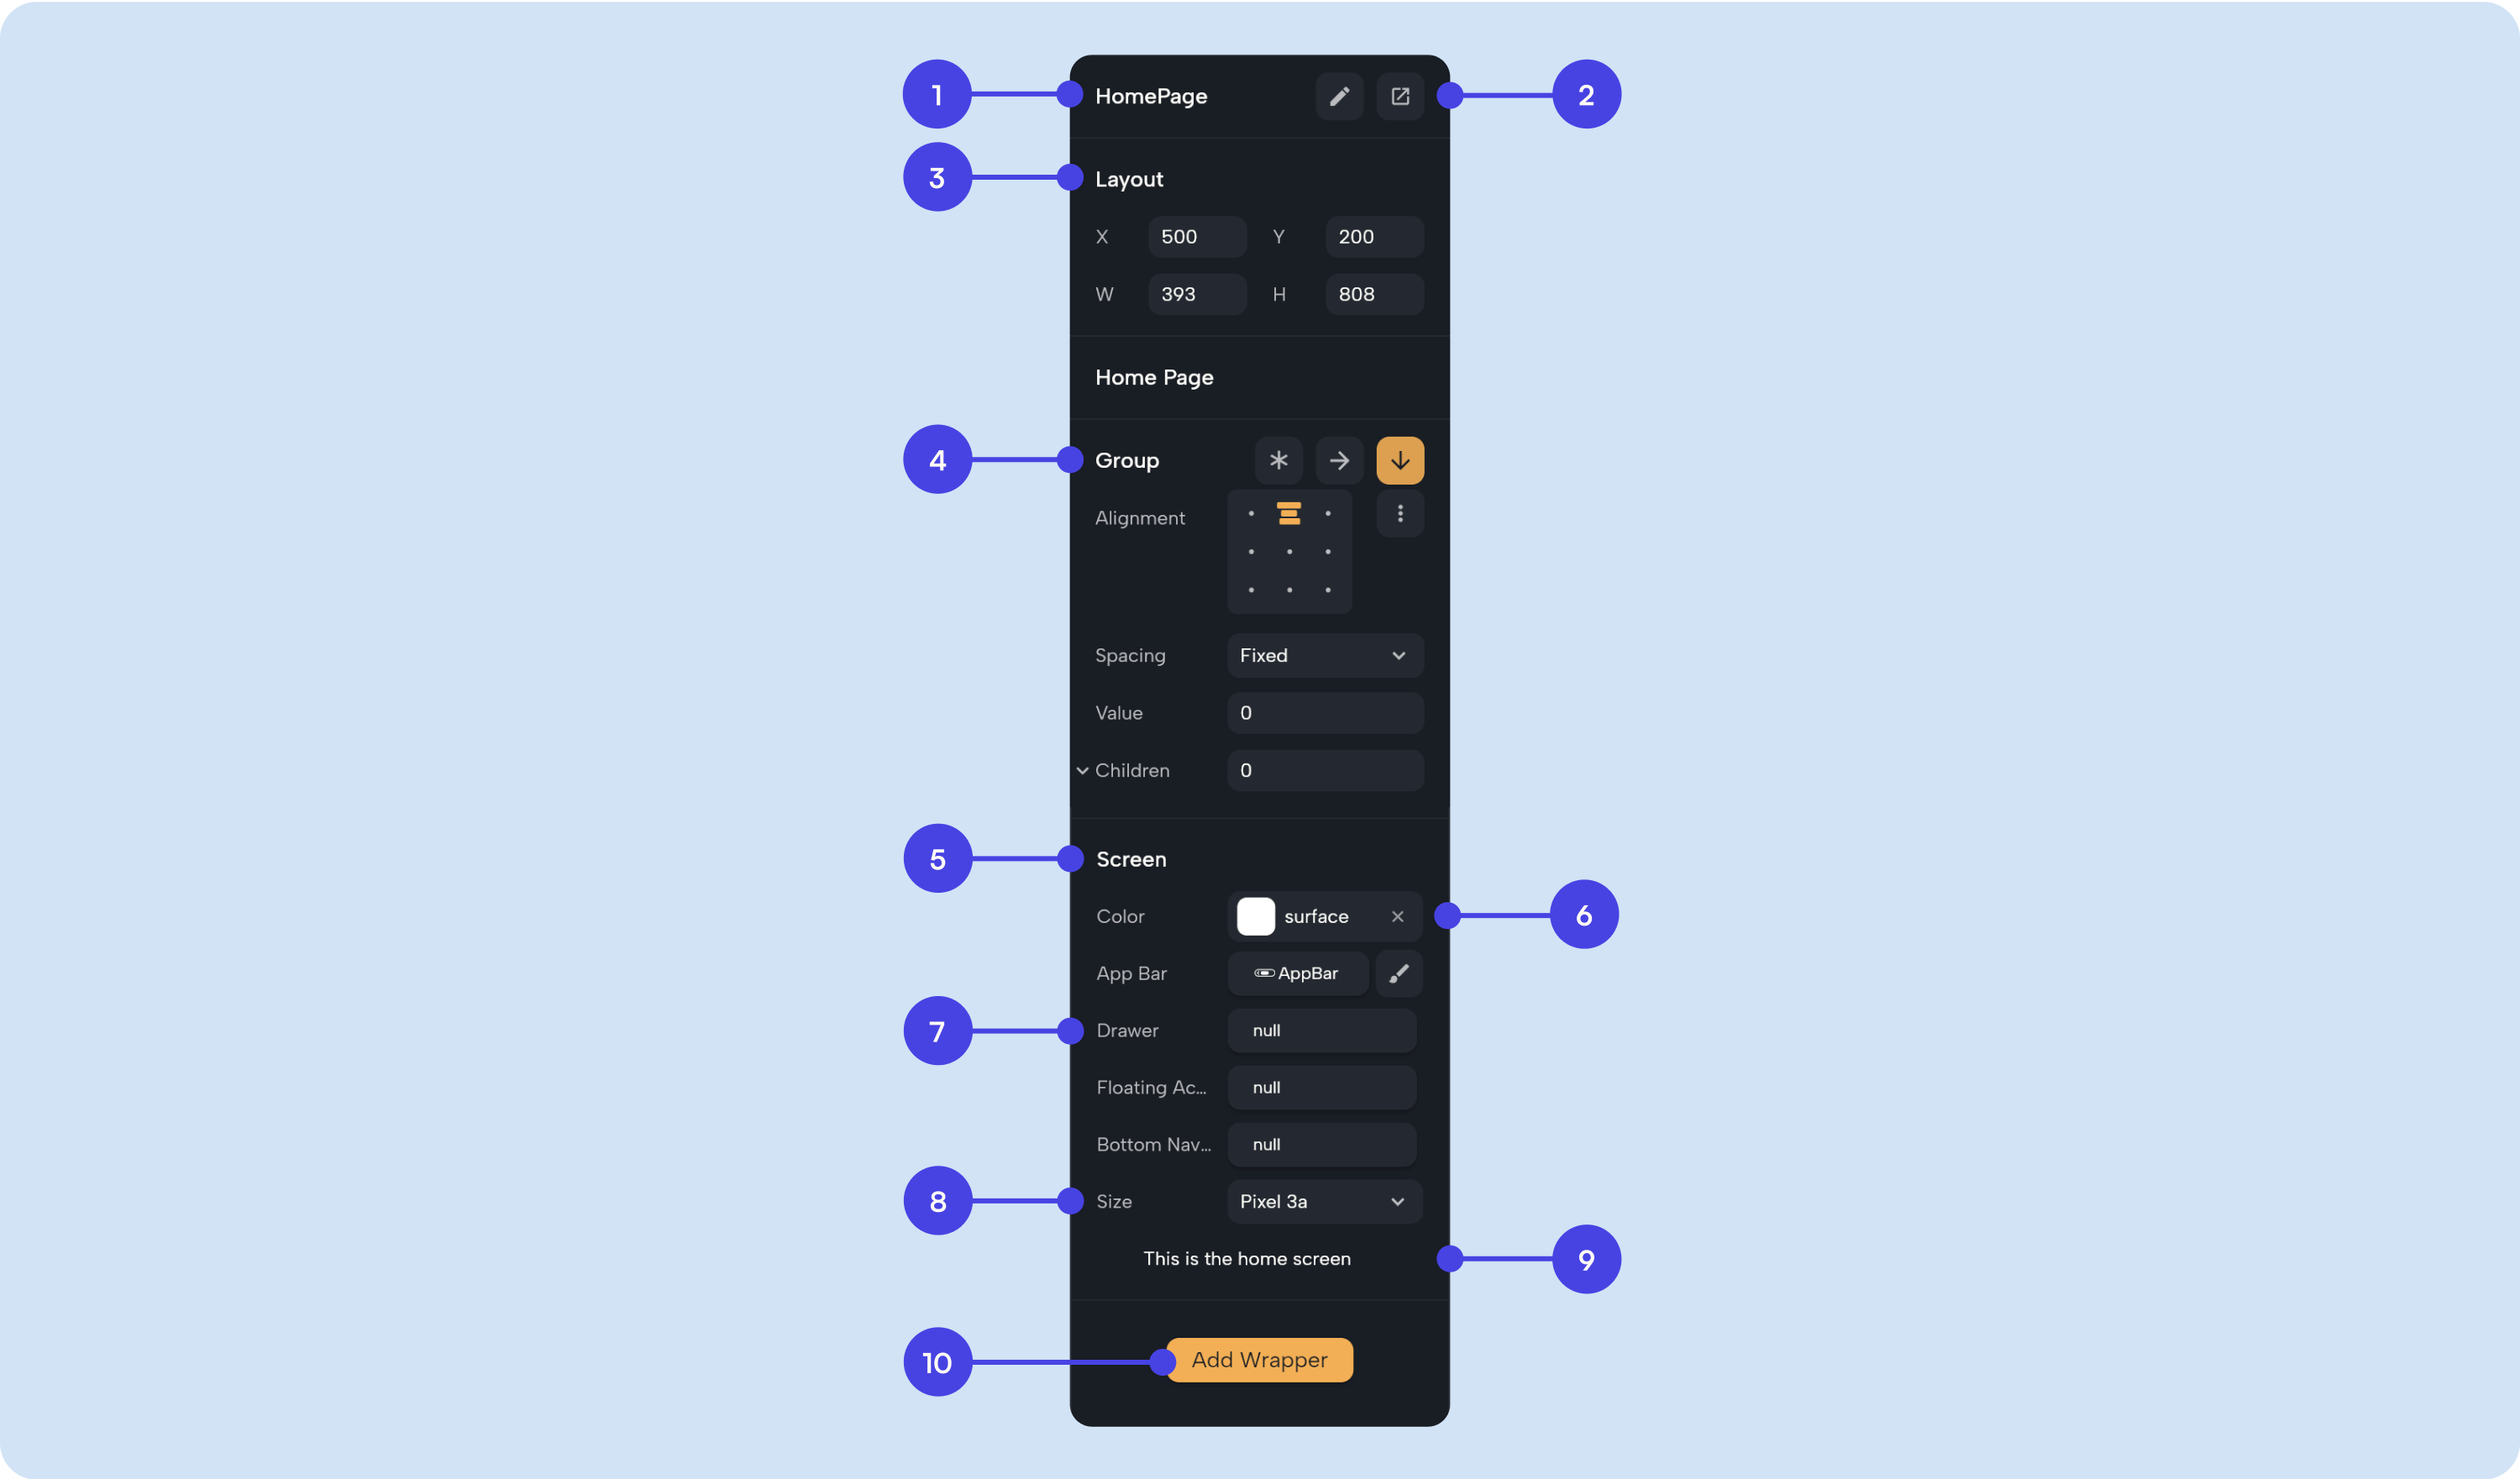 1 HomePage 2
3 Layout
X 500 Y 200
W 393 H 808
Home Page
4 Group
Alignment
Spacing Fixed
Value 0
Children 0
5 Screen
Color surface 6
App Bar AppBar
7 Drawer null
Floating Ac... null
Bottom Nav... null
8 Size Pixel 3a
This is the home screen 9
10 Add Wrapper